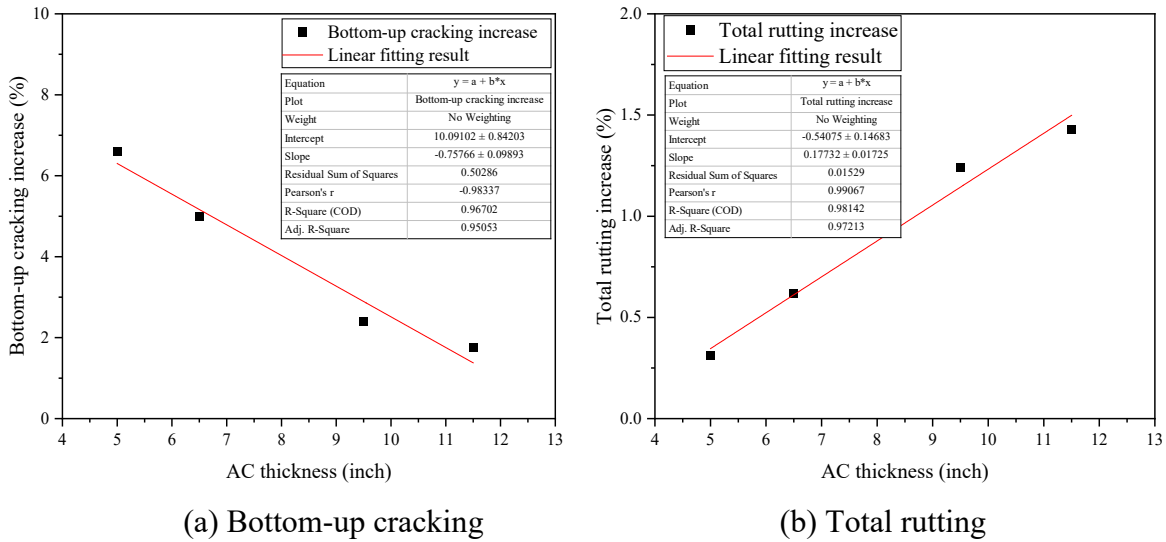 Bottom-up cracking increase
Linear fitting result
Equation y = a + b*x
Plot Bottom-up cracking increase
Weight No Weighting
Intercept 10.09102 ± 0.84203
Slope -0.75766 ± 0.09893
Residual Sum of Squares 0.50286
Pearson's r -0.98337
R-Square (COD) 0.96702
Adj. R-Square 0.95053
10
8
6
4
2
0
Bottom-up cracking increase (%)
4 5 6 7 8 9 10 11 12 13
AC thickness (inch)
(a) Bottom-up cracking
Total rutting increase
Linear fitting result
Equation y = a + b*x
Plot Total rutting increase
Weight No Weighting
Intercept -0.54075 ± 0.14683
Slope 0.17732 ± 0.01725
Residual Sum of Squares 0.01529
Pearson's r 0.99067
R-Square (COD) 0.98142
Adj. R-Square 0.97213
2.0
1.5
1.0
0.5
0.0
Total rutting increase (%)
4 5 6 7 8 9 10 11 12 13
AC thickness (inch)
(b) Total rutting